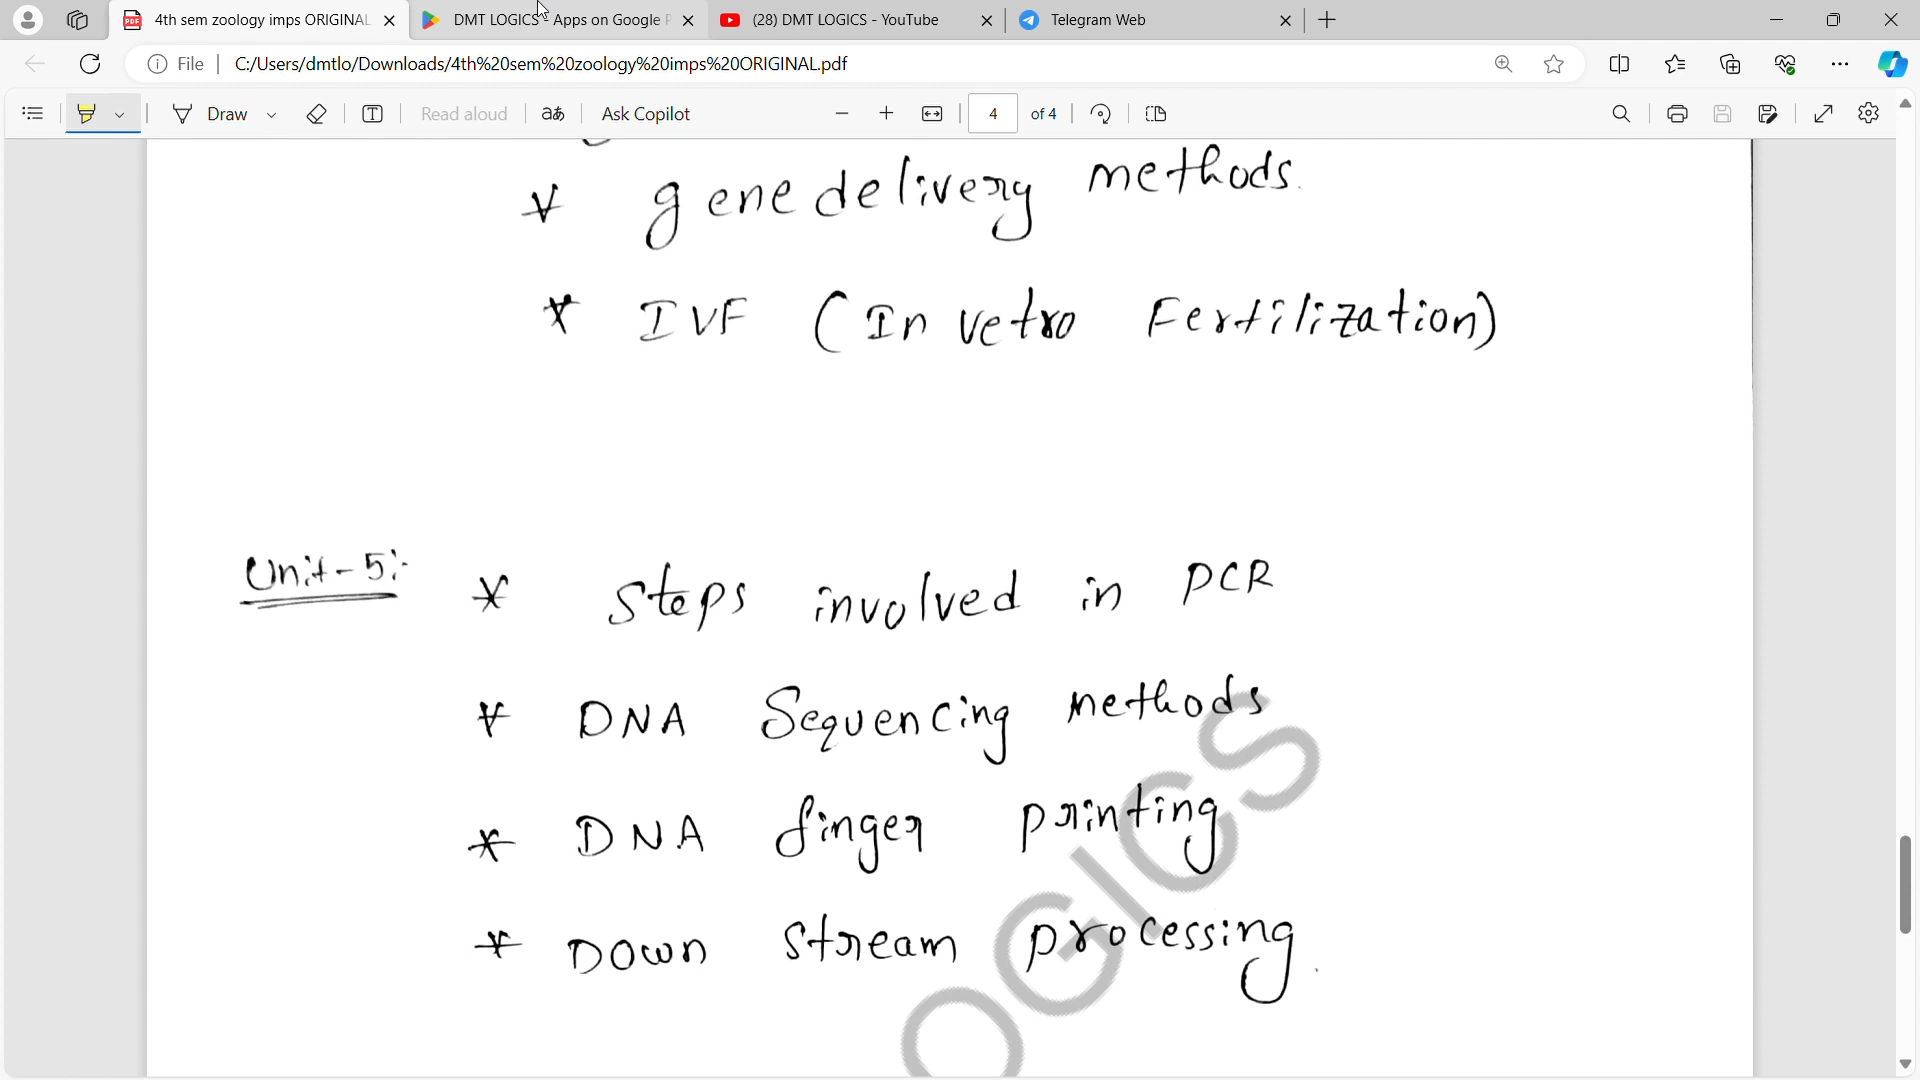 4th sem zoology imps ORIGINAL
DMT LOGICS - Apps on Google P
(28) DMT LOGICS - YouTube
Telegram Web
File
C:/Users/dmtlo/Downloads/4th%20sem%20zoology%20imps%20ORIGINAL.pdf
Draw
Read aloud
aあ
Ask Copilot
4 of 4
* gene delivery methods.
* IVF (In vetro Fertilization)
Unit-5:- * Steps involved in PCR
* DNA Sequencing methods
* DNA finger printing
* Down stream processing.
OGICS